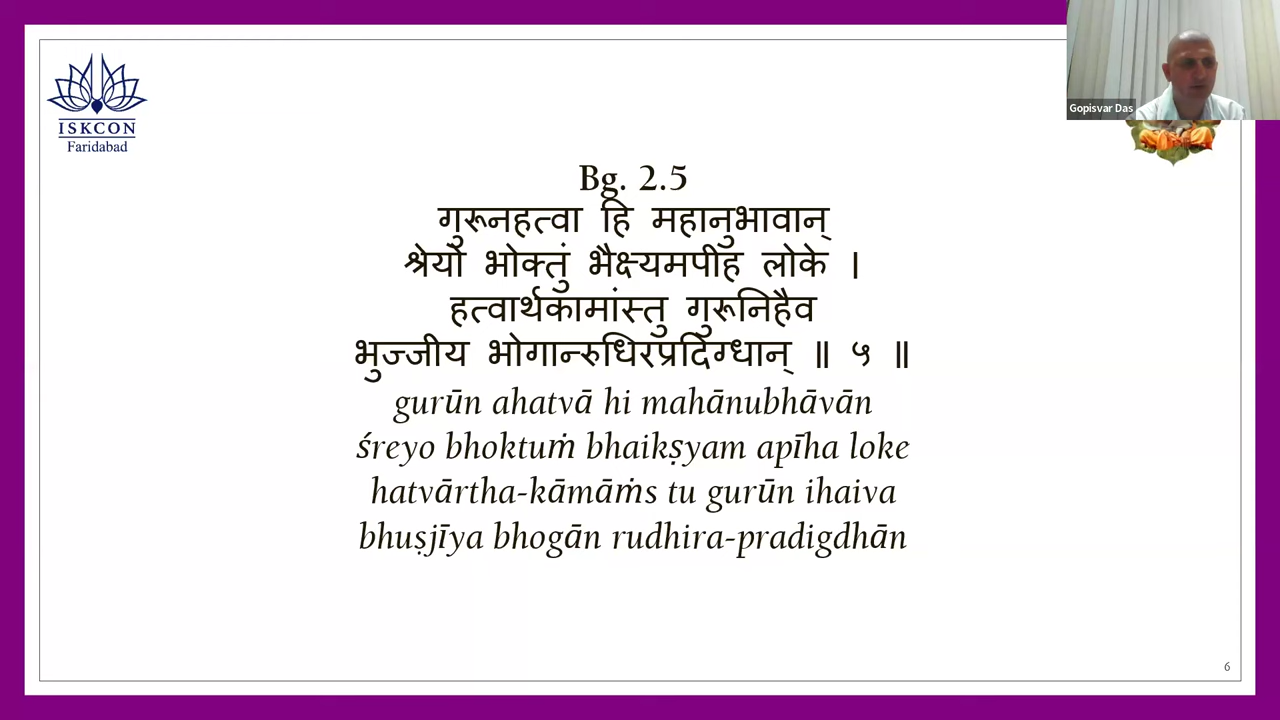 ISKCON
Faridabad
Gopisvar Das
Bg. 2.5
गुरूनहत्वा हि महानुभावान्
श्रेयो भोक्तुं भैक्ष्यमपीह लोके ।
हत्वार्थकामांस्तु गुरूनिहैव
भुज्जीय भोगान्रुधिरप्रदिग्धान् ॥ ५ ॥
gurūn ahatvā hi mahānubhāvān
śreyo bhoktuṁ bhaikṣyam apīha loke
hatvārtha-kāmāṁs tu gurūn ihaiva
bhuṣjīya bhogān rudhira-pradigdhān
6